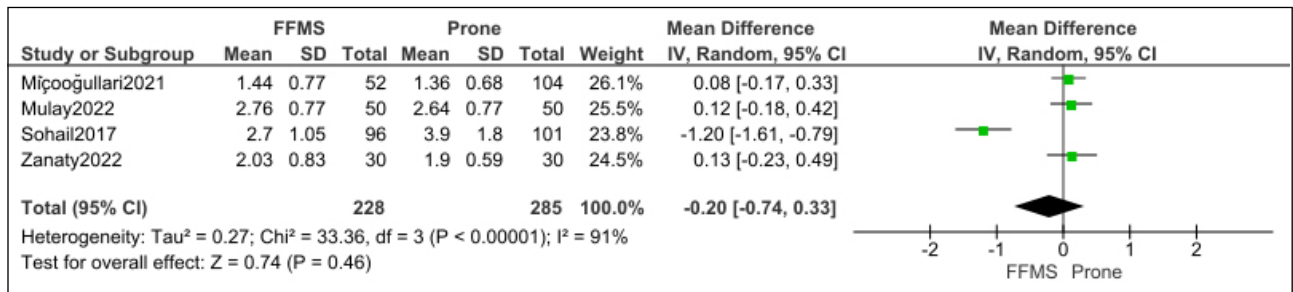 FFMS Prone Mean Difference Mean Difference
Study or Subgroup Mean SD Total Mean SD Total Weight IV, Random, 95% CI IV, Random, 95% CI
Miçooğullari2021 1.44 0.77 52 1.36 0.68 104 26.1% 0.08 [-0.17, 0.33]
Mulay2022 2.76 0.77 50 2.64 0.77 50 25.5% 0.12 [-0.18, 0.42]
Sohail2017 2.7 1.05 96 3.9 1.8 101 23.8% -1.20 [-1.61, -0.79]
Zanaty2022 2.03 0.83 30 1.9 0.59 30 24.5% 0.13 [-0.23, 0.49]
Total (95% CI) 228 285 100.0% -0.20 [-0.74, 0.33]
Heterogeneity: Tau² = 0.27; Chi² = 33.36, df = 3 (P < 0.00001); I² = 91%
Test for overall effect: Z = 0.74 (P = 0.46)
-2 -1 0 1 2
FFMS Prone